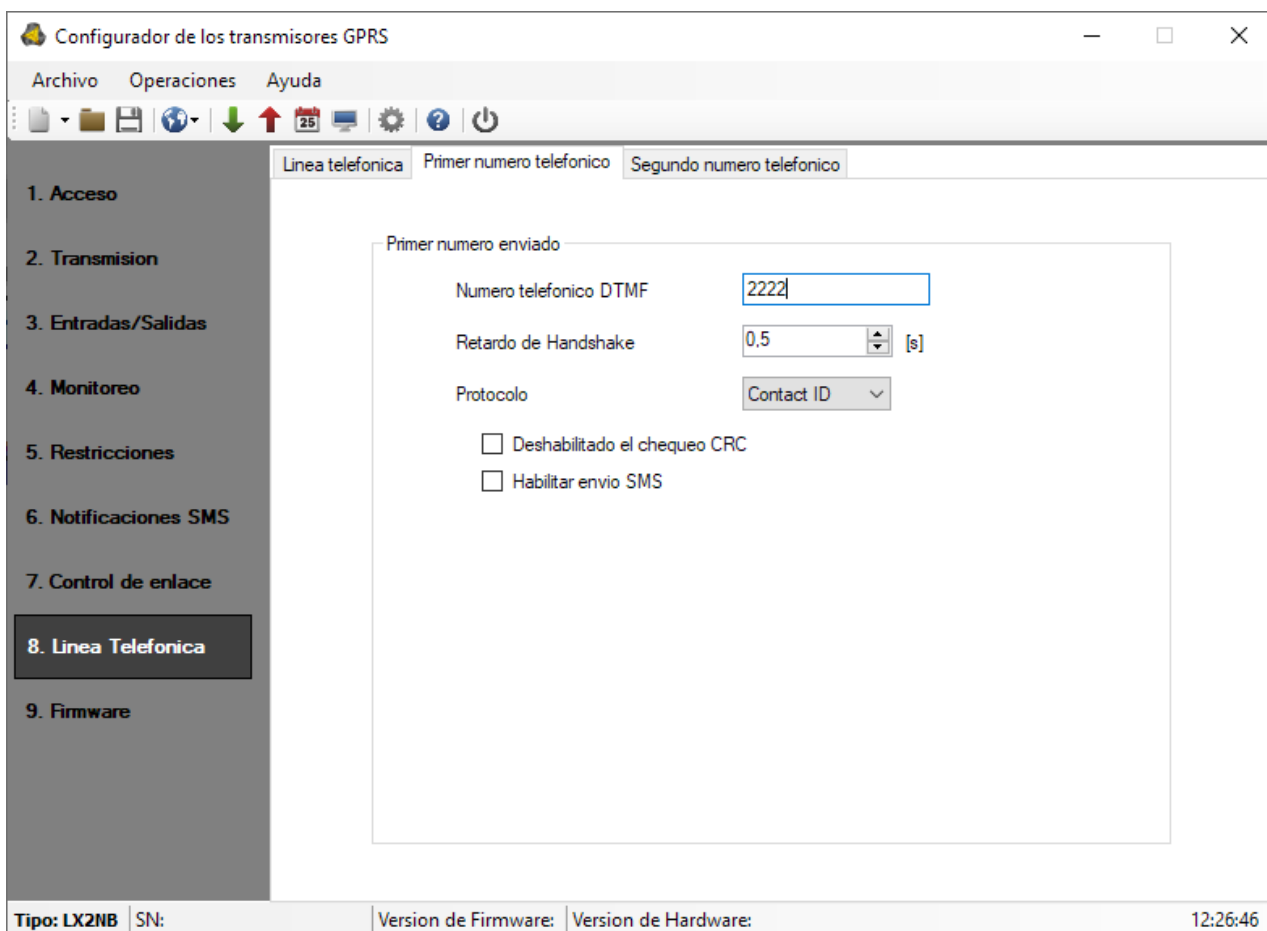 Configurador de los transmisores GPRS
Archivo Operaciones Ayuda
25
Linea telefonica Primer numero telefonico Segundo numero telefonico
1. Acceso
2. Transmision
3. Entradas/Salidas
4. Monitoreo
5. Restricciones
6. Notificaciones SMS
7. Control de enlace
8. Linea Telefonica
9. Firmware
Primer numero enviado
Numero telefonico DTMF 2222
Retardo de Handshake 0,5 [s]
Protocolo Contact ID
Deshabilitado el chequeo CRC
Habilitar envio SMS
Tipo: LX2NB SN: Version de Firmware: Version de Hardware: 12:26:46